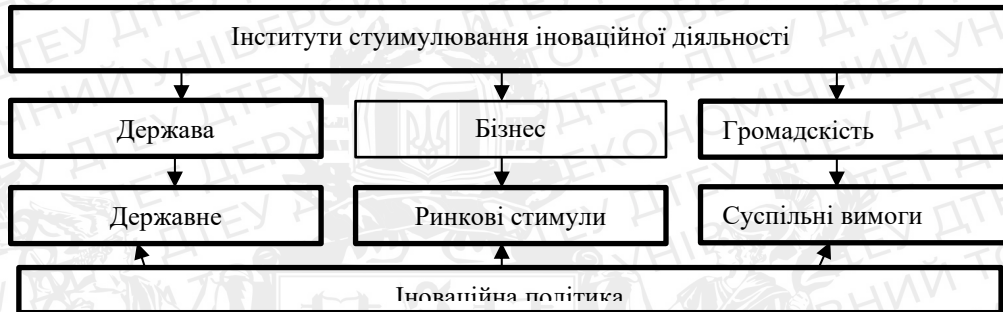 Інститути стуимулювання іноваційної діяльності
Держава
Бізнес
Громадскість
Державне
Ринкові стимули
Суспільні вимоги
Іноваційна політика